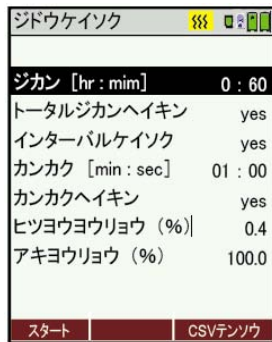 ジドウケイソク
ジカン [hr : mim] 0 : 60
トータルジカンヘイキン yes
インターバルケイソク yes
カンカク [min : sec] 01 : 00
カンカクヘイキン yes
ヒツヨウヨウリョウ (%) 0.4
アキヨウリョウ (%) 100.0
スタート CSVテンソウ